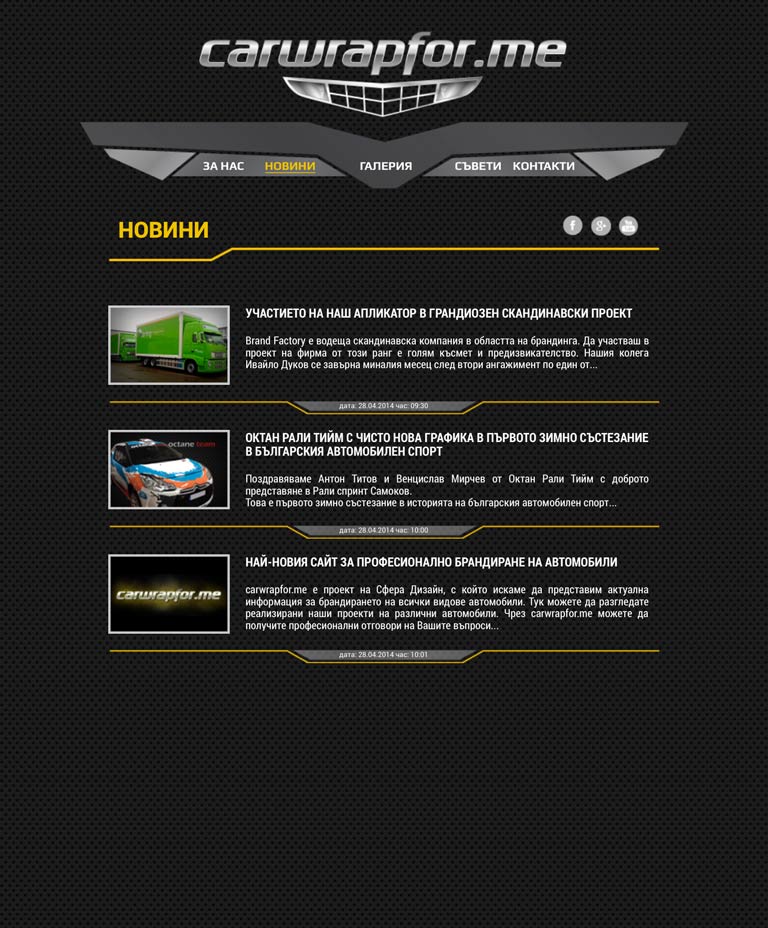 carwrapfor.me
ЗА НАС НОВИНИ ГАЛЕРИЯ СЪВЕТИ КОНТАКТИ
НОВИНИ
УЧАСТИЕТО НА НАШ АПЛИКАТОР В ГРАНДИОЗЕН СКАНДИНАВСКИ ПРОЕКТ
Brand Factory е водеща скандинавска компания в областта на брандинга. Да участваш в
проект на фирма от този ранг е голям късмет и предизвикателство. Нашия колега
Ивайло Дуков се завърна миналия месец след втори ангажимент по един от...
дата: 28.04.2014 час: 09:30
octane team
ОКТАН РАЛИ ТИЙМ С ЧИСТО НОВА ГРАФИКА В ПЪРВОТО ЗИМНО СЪСТЕЗАНИЕ
В БЪЛГАРСКИЯ АВТОМОБИЛЕН СПОРТ
Поздравяваме Антон Титов и Венцислав Мирчев от Октан Рали Тийм с доброто
представяне в Рали спринт Самоков.
Това е първото зимно състезание в историята на българския автомобилен спорт...
дата: 28.04.2014 час: 10:00
carwrapfor.me
НАЙ-НОВИЯ САЙТ ЗА ПРОФЕСИОНАЛНО БРАНДИРАНЕ НА АВТОМОБИЛИ
carwrapfor.me е проект на Сфера Дизайн, с който искаме да представим актуална
информация за брандирането на всички видове автомобили. Тук можете да разгледате
реализирани наши проекти на различни автомобили. Чрез carwrapfor.me можете да
получите професионални отговори на Вашите въпроси...
дата: 28.04.2014 час: 10:01